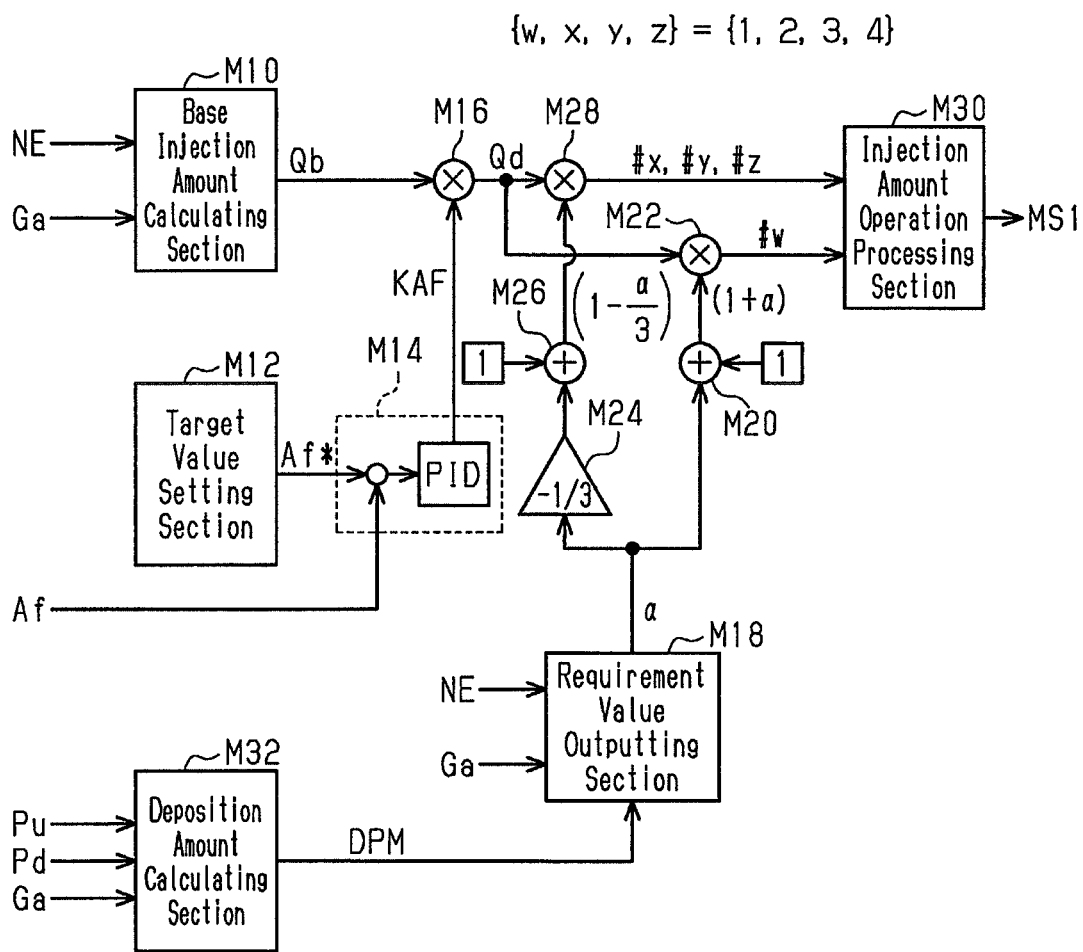 {w, x, y, z} = {1, 2, 3, 4}
M10
Base
Injection
Amount
Calculating
Section
NE
Ga
Qb
M16
Qd
M28
#x, #y, #z
M22
#w
M30
Injection
Amount
Operation
Processing
Section
MS1
KAF
M26
(1-a/3)
(1+a)
1
1
M20
M24
-1/3
M12
Target
Value
Setting
Section
Af*
M14
PID
Af
a
M18
Requirement
Value
Outputting
Section
NE
Ga
M32
Deposition
Amount
Calculating
Section
Pu
Pd
Ga
DPM